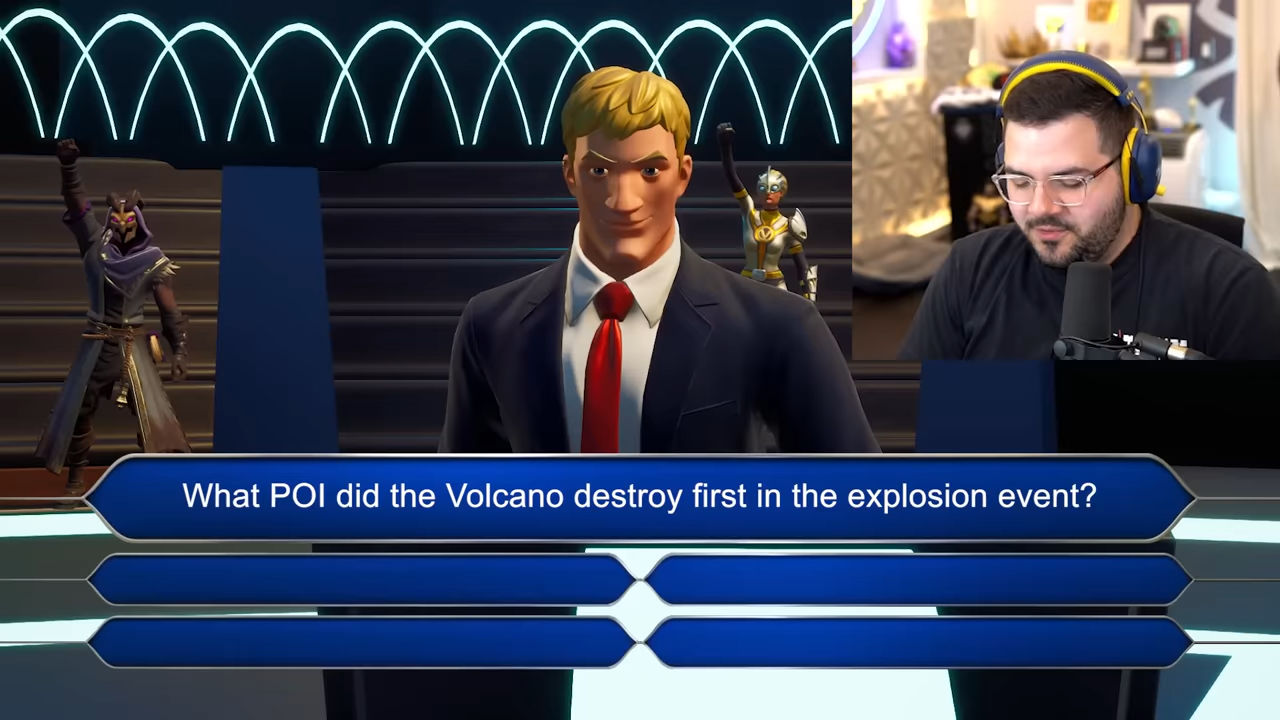 What POI did the Volcano destroy first in the explosion event?